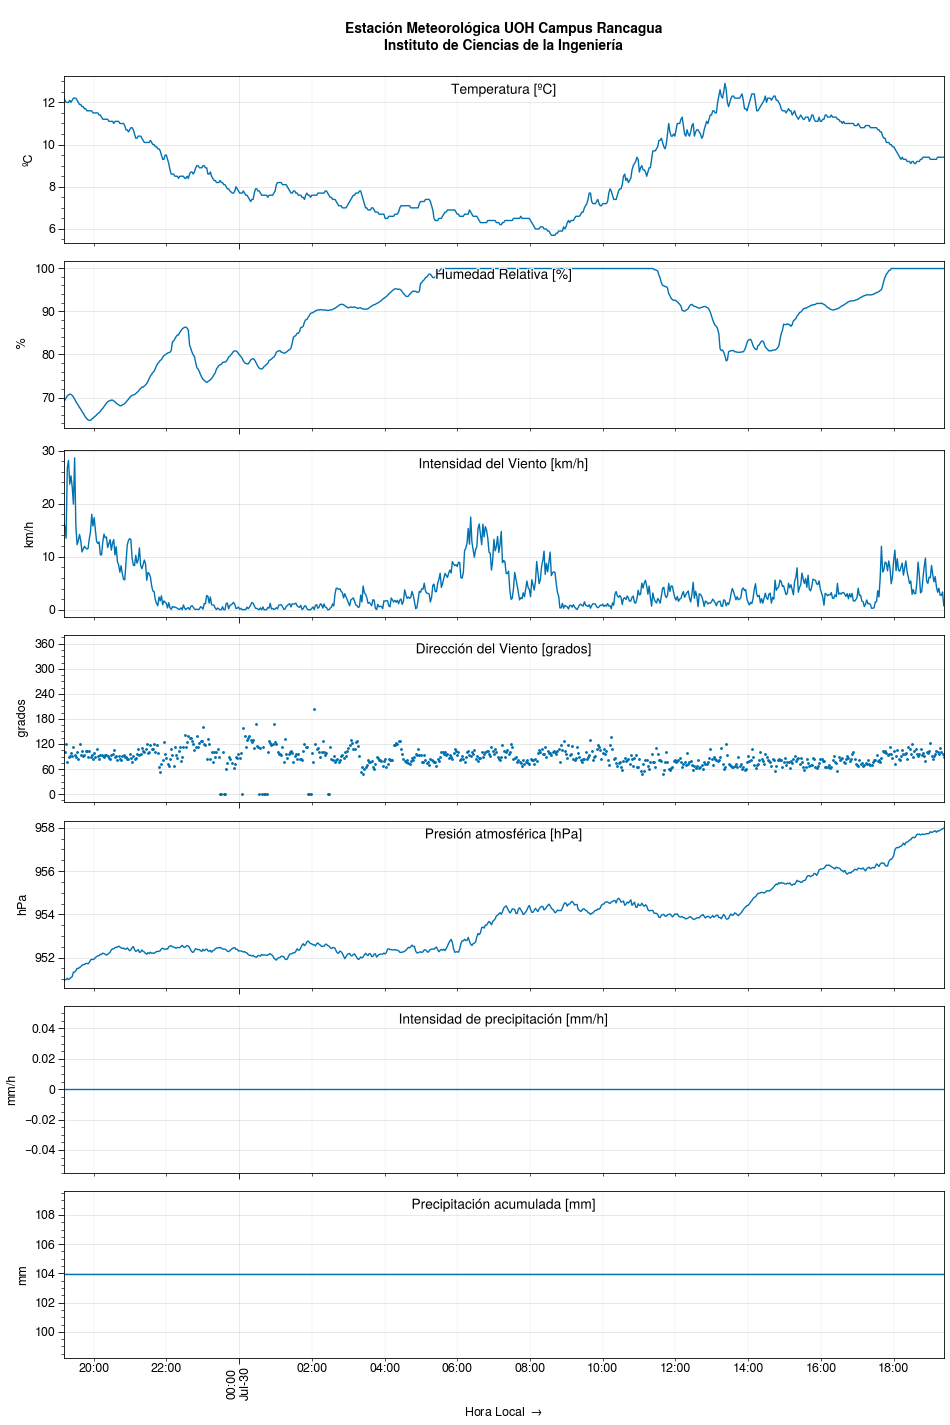 Estación Meteorológica UOH Campus Rancagua
Instituto de Ciencias de la Ingeniería
Temperatura [ºC]
12
10
8
6
ºC
Humedad Relativa [%]
100
90
80
70
%
Intensidad del Viento [km/h]
30
20
10
0
km/h
Dirección del Viento [grados]
360
300
240
180
120
60
0
grados
Presión atmosférica [hPa]
958
956
954
952
hPa
Intensidad de precipitación [mm/h]
0.04
0.02
0
−0.02
−0.04
mm/h
Precipitación acumulada [mm]
108
106
104
102
100
mm
20:00 22:00 00:00 02:00 04:00 06:00 08:00 10:00 12:00 14:00 16:00 18:00
Jul-30
Hora Local →